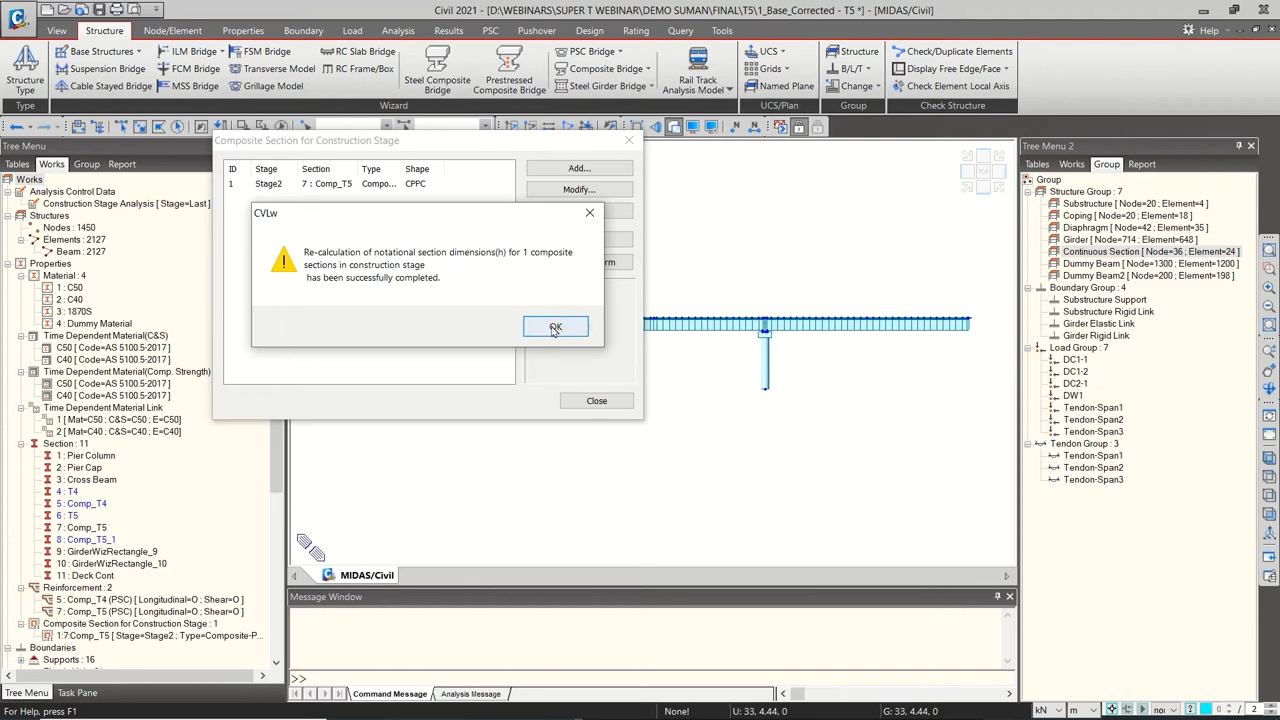 Civil 2021 - [D:\WEBINARS\SUPER T WEBINAR\DEMO SUMAN\FINAL\T5\1_Base_Corrected - T5 *] - [MIDAS/Civil]
View Structure Node/Element Properties Boundary Load Analysis Results PSC Pushover Design Rating Query Tools Help
Base Structures ILM Bridge FSM Bridge RC Slab Bridge PSC Bridge UCS Structure Check/Duplicate Elements
Suspension Bridge FCM Bridge Transverse Model RC Frame/Box Composite Bridge Grids B/L/T Display Free Edge/Face
Cable Stayed Bridge MSS Bridge Grillage Model Steel Girder Bridge Named Plane Change Check Element Local Axis
Structure Type
Steel Composite Bridge
Prestressed Composite Bridge
Rail Track Analysis Model
Type Wizard UCS/Plan Group Check Structure
Tree Menu
Tables Works Group Report
Works
Analysis Control Data
Construction Stage Analysis [Stage=Last]
Structures
Nodes : 1450
Elements : 2127
Beam : 2127
Properties
Material : 4
1 : C50
2 : C40
3 : 1870S
4 : Dummy Material
Time Dependent Material(C&S)
C50 [Code=AS 5100.5-2017]
C40 [Code=AS 5100.5-2017]
Time Dependent Material(Comp. Strength)
C50 [Code=AS 5100.5-2017]
C40 [Code=AS 5100.5-2017]
Time Dependent Material Link
1 [Mat=C50 ; C&S=C50 ; E=C50]
2 [Mat=C40 ; C&S=C40 ; E=C40]
Section : 11
1 : Pier Column
2 : Pier Cap
3 : Cross Beam
4 : T4
5 : Comp_T4
6 : T5
7 : Comp_T5
8 : Comp_T5_1
9 : GirderWizRectangle_9
10 : GirderWizRectangle_10
11 : Deck Cont
Reinforcement : 2
5 : Comp_T4 (PSC) [Longitudinal=O ; Shear=O]
7 : Comp_T5 (PSC) [Longitudinal=O ; Shear=O]
Composite Section for Construction Stage : 1
1:7:Comp_T5 [ Stage=Stage2 ; Type=Composite-P...
Boundaries
Supports : 16
Tree Menu Task Pane
Composite Section for Construction Stage
ID Stage Section Type Shape
1 Stage2 7 : Comp_T5 Compo... CPPC
Add...
Modify...
Close
CVLw
Re-calculation of notational section dimensions(h) for 1 composite
sections in construction stage
has been successfully completed.
OK
TOP
MIDAS/Civil
Message Window
>>
Command Message Analysis Message
Tree Menu 2
Tables Works Group Report
Group
Structure Group : 7
Substructure [ Node=20 ; Element=4 ]
Coping [ Node=20 ; Element=18 ]
Diaphragm [ Node=42 ; Element=35 ]
Girder [ Node=714 ; Element=648 ]
Continuous Section [ Node=36 ; Element=24 ]
Dummy Beam [ Node=1300 ; Element=1200 ]
Dummy Beam2 [ Node=200 ; Element=198 ]
Boundary Group : 4
Substructure Support
Substructure Rigid Link
Girder Elastic Link
Girder Rigid Link
Load Group : 7
DC1-1
DC1-2
DC2-1
DW1
Tendon-Span1
Tendon-Span2
Tendon-Span3
Tendon Group : 3
Tendon-Span1
Tendon-Span2
Tendon-Span3
For Help, press F1
None! U: 33, 4.44, 0 G: 33, 4.44, 0 kN m 2